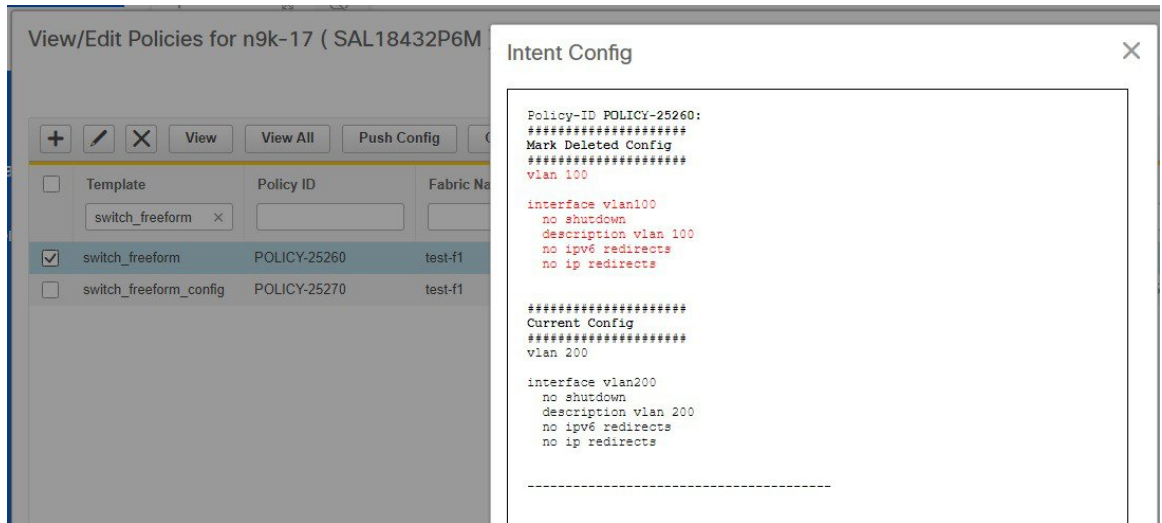 View/Edit Policies for n9k-17 ( SAL18432P6M )
View
View All
Push Config
Template
Policy ID
Fabric Na
switch_freeform ×
switch_freeform POLICY-25260 test-f1
switch_freeform_config POLICY-25270 test-f1
Intent Config
Policy-ID POLICY-25260:
#####################
Mark Deleted Config
#####################
vlan 100
interface vlan100
no shutdown
description vlan 100
no ipv6 redirects
no ip redirects
#####################
Current Config
#####################
vlan 200
interface vlan200
no shutdown
description vlan 200
no ipv6 redirects
no ip redirects
----------------------------------------